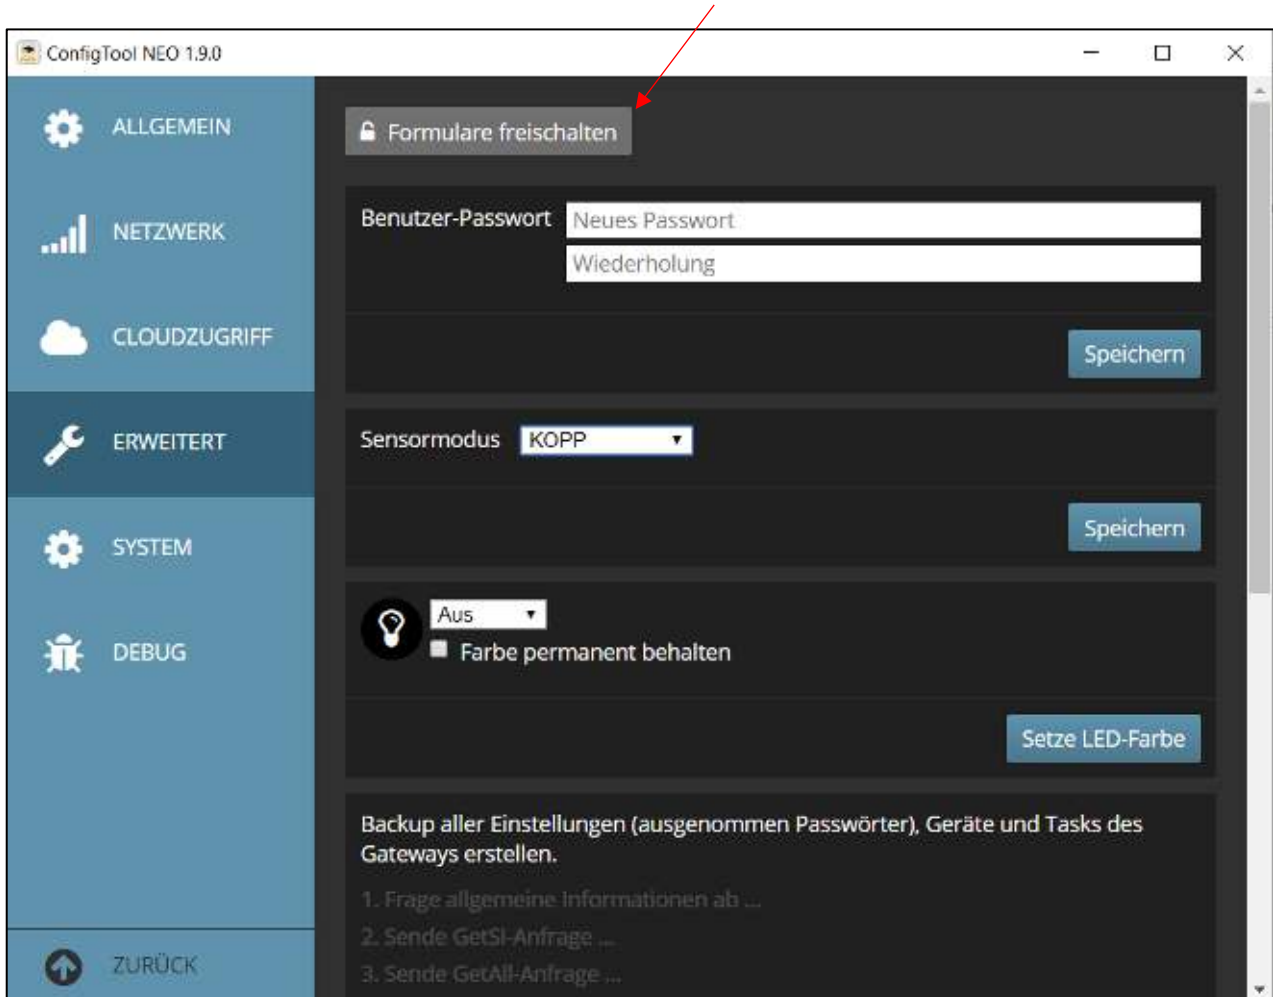 ConfigTool NEO 1.9.0
ALLGEMEIN
NETZWERK
CLOUDZUGRIFF
ERWEITERT
SYSTEM
DEBUG
ZURÜCK
Formulare freischalten
Benutzer-Passwort
Neues Passwort
Wiederholung
Speichern
Sensormodus KOPP
Speichern
Aus
Farbe permanent behalten
Setze LED-Farbe
Backup aller Einstellungen (ausgenommen Passwörter), Geräte und Tasks des
Gateways erstellen.
1. Frage allgemeine Informationen ab ...
2. Sende GetSI-Anfrage ...
3. Sende GetAll-Anfrage ...